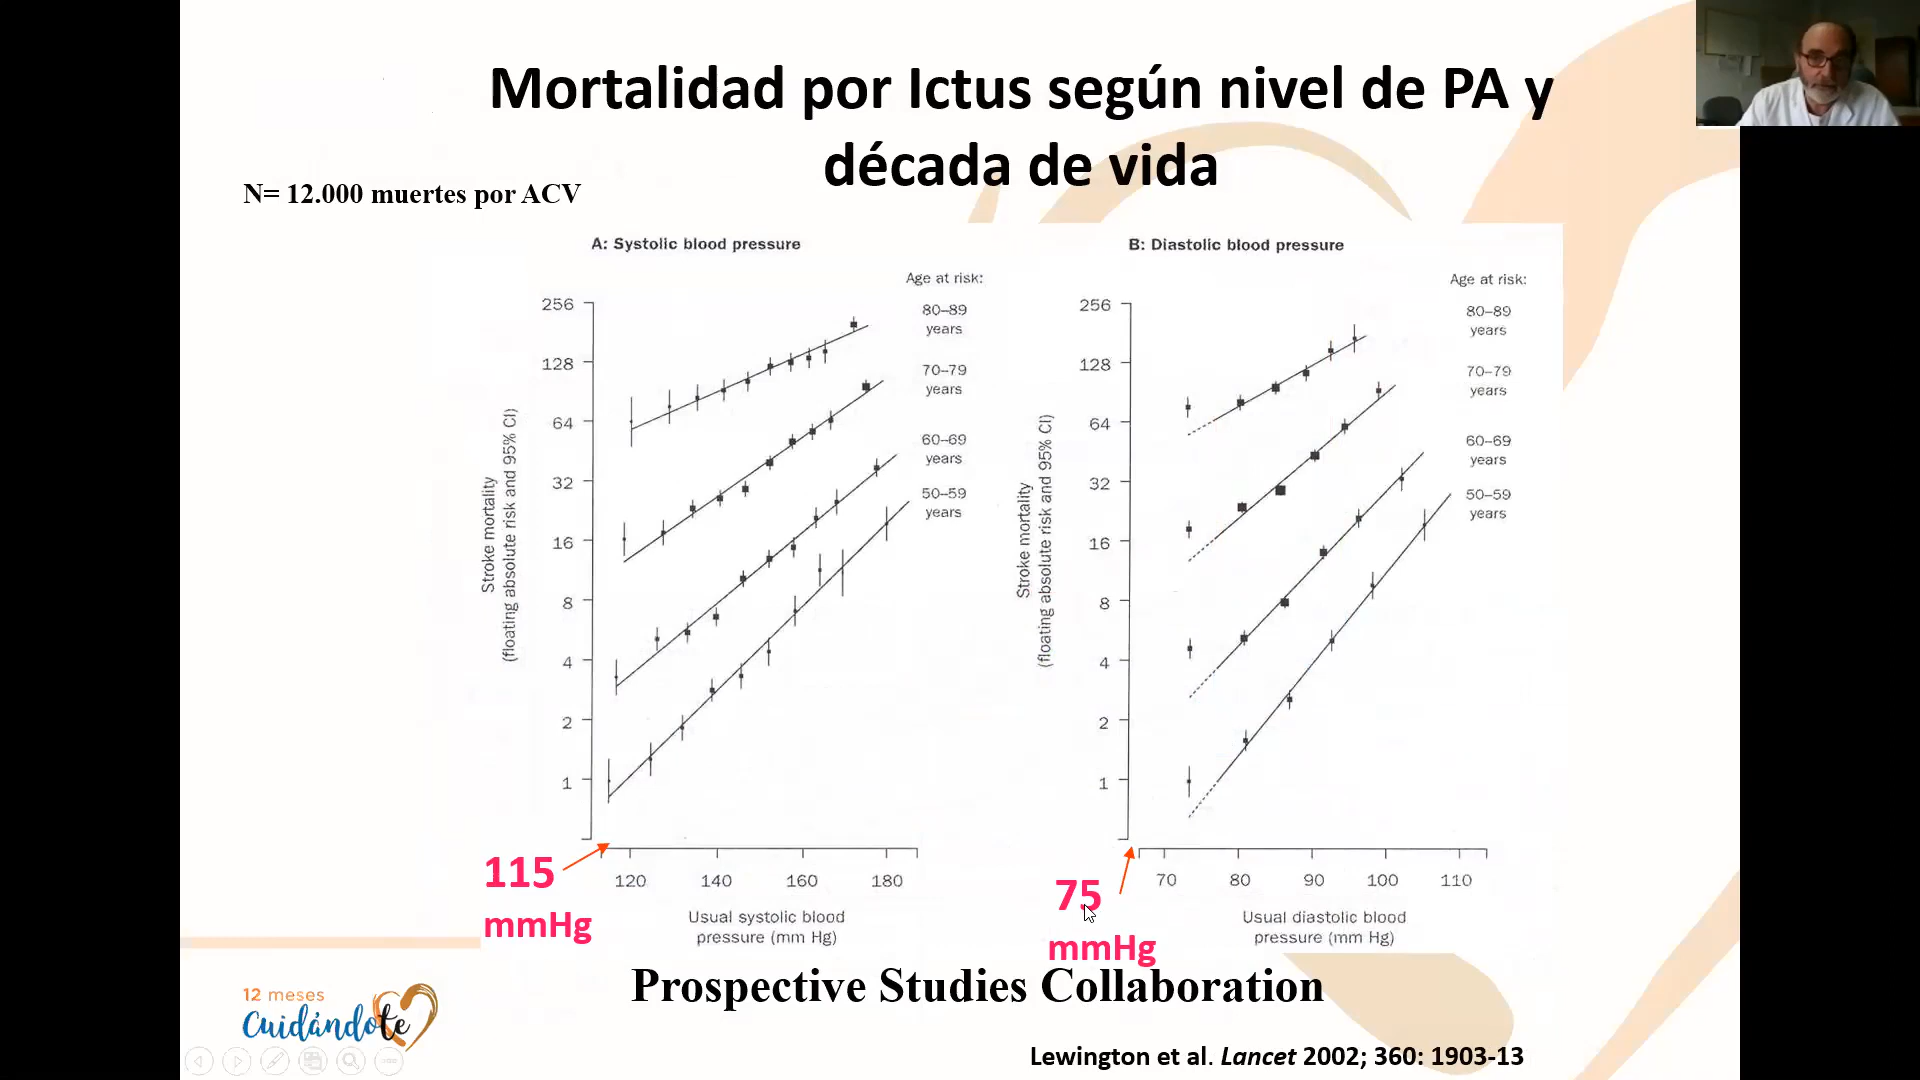 Mortalidad por Ictus según nivel de PA y
década de vida
N= 12.000 muertes por ACV
A: Systolic blood pressure
Age at risk:
80–89
years
70–79
years
60–69
years
50–59
years
256
128
64
32
16
8
4
2
1
Stroke mortality
(floating absolute risk and 95% CI)
120 140 160 180
Usual systolic blood
pressure (mm Hg)
115
mmHg
B: Diastolic blood pressure
Age at risk:
80–89
years
70–79
years
60–69
years
50–59
years
256
128
64
32
16
8
4
2
1
Stroke mortality
(floating absolute risk and 95% CI)
70 80 90 100 110
Usual diastolic blood
pressure (mm Hg)
75
mmHg
Prospective Studies Collaboration
12 meses
Cuidándote
Lewington et al. Lancet 2002; 360: 1903-13